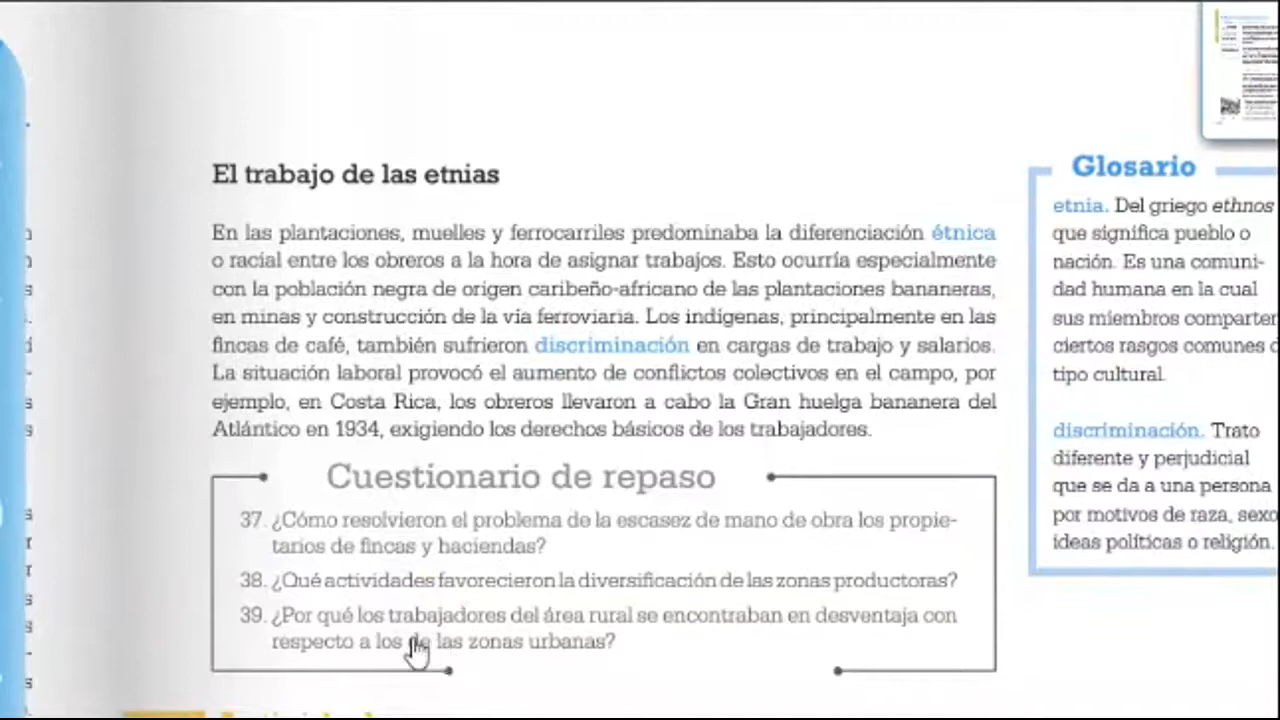 El trabajo de las etnias
En las plantaciones, muelles y ferrocarriles predominaba la diferenciación étnica
o racial entre los obreros a la hora de asignar trabajos. Esto ocurría especialmente
con la población negra de origen caribeño-africano de las plantaciones bananeras,
en minas y construcción de la vía ferroviaria. Los indígenas, principalmente en las
fincas de café, también sufrieron discriminación en cargas de trabajo y salarios.
La situación laboral provocó el aumento de conflictos colectivos en el campo, por
ejemplo, en Costa Rica, los obreros llevaron a cabo la Gran huelga bananera del
Atlántico en 1934, exigiendo los derechos básicos de los trabajadores.
Cuestionario de repaso
37. ¿Cómo resolvieron el problema de la escasez de mano de obra los propie-
tarios de fincas y haciendas?
38. ¿Qué actividades favorecieron la diversificación de las zonas productoras?
39. ¿Por qué los trabajadores del área rural se encontraban en desventaja con
respecto a los de las zonas urbanas?
Glosario
etnia. Del griego ethnos
que significa pueblo o
nación. Es una comuni-
dad humana en la cual
sus miembros comparten
ciertos rasgos comunes
tipo cultural.
discriminación. Trato
diferente y perjudicial
que se da a una persona
por motivos de raza, sexo
ideas políticas o religión.